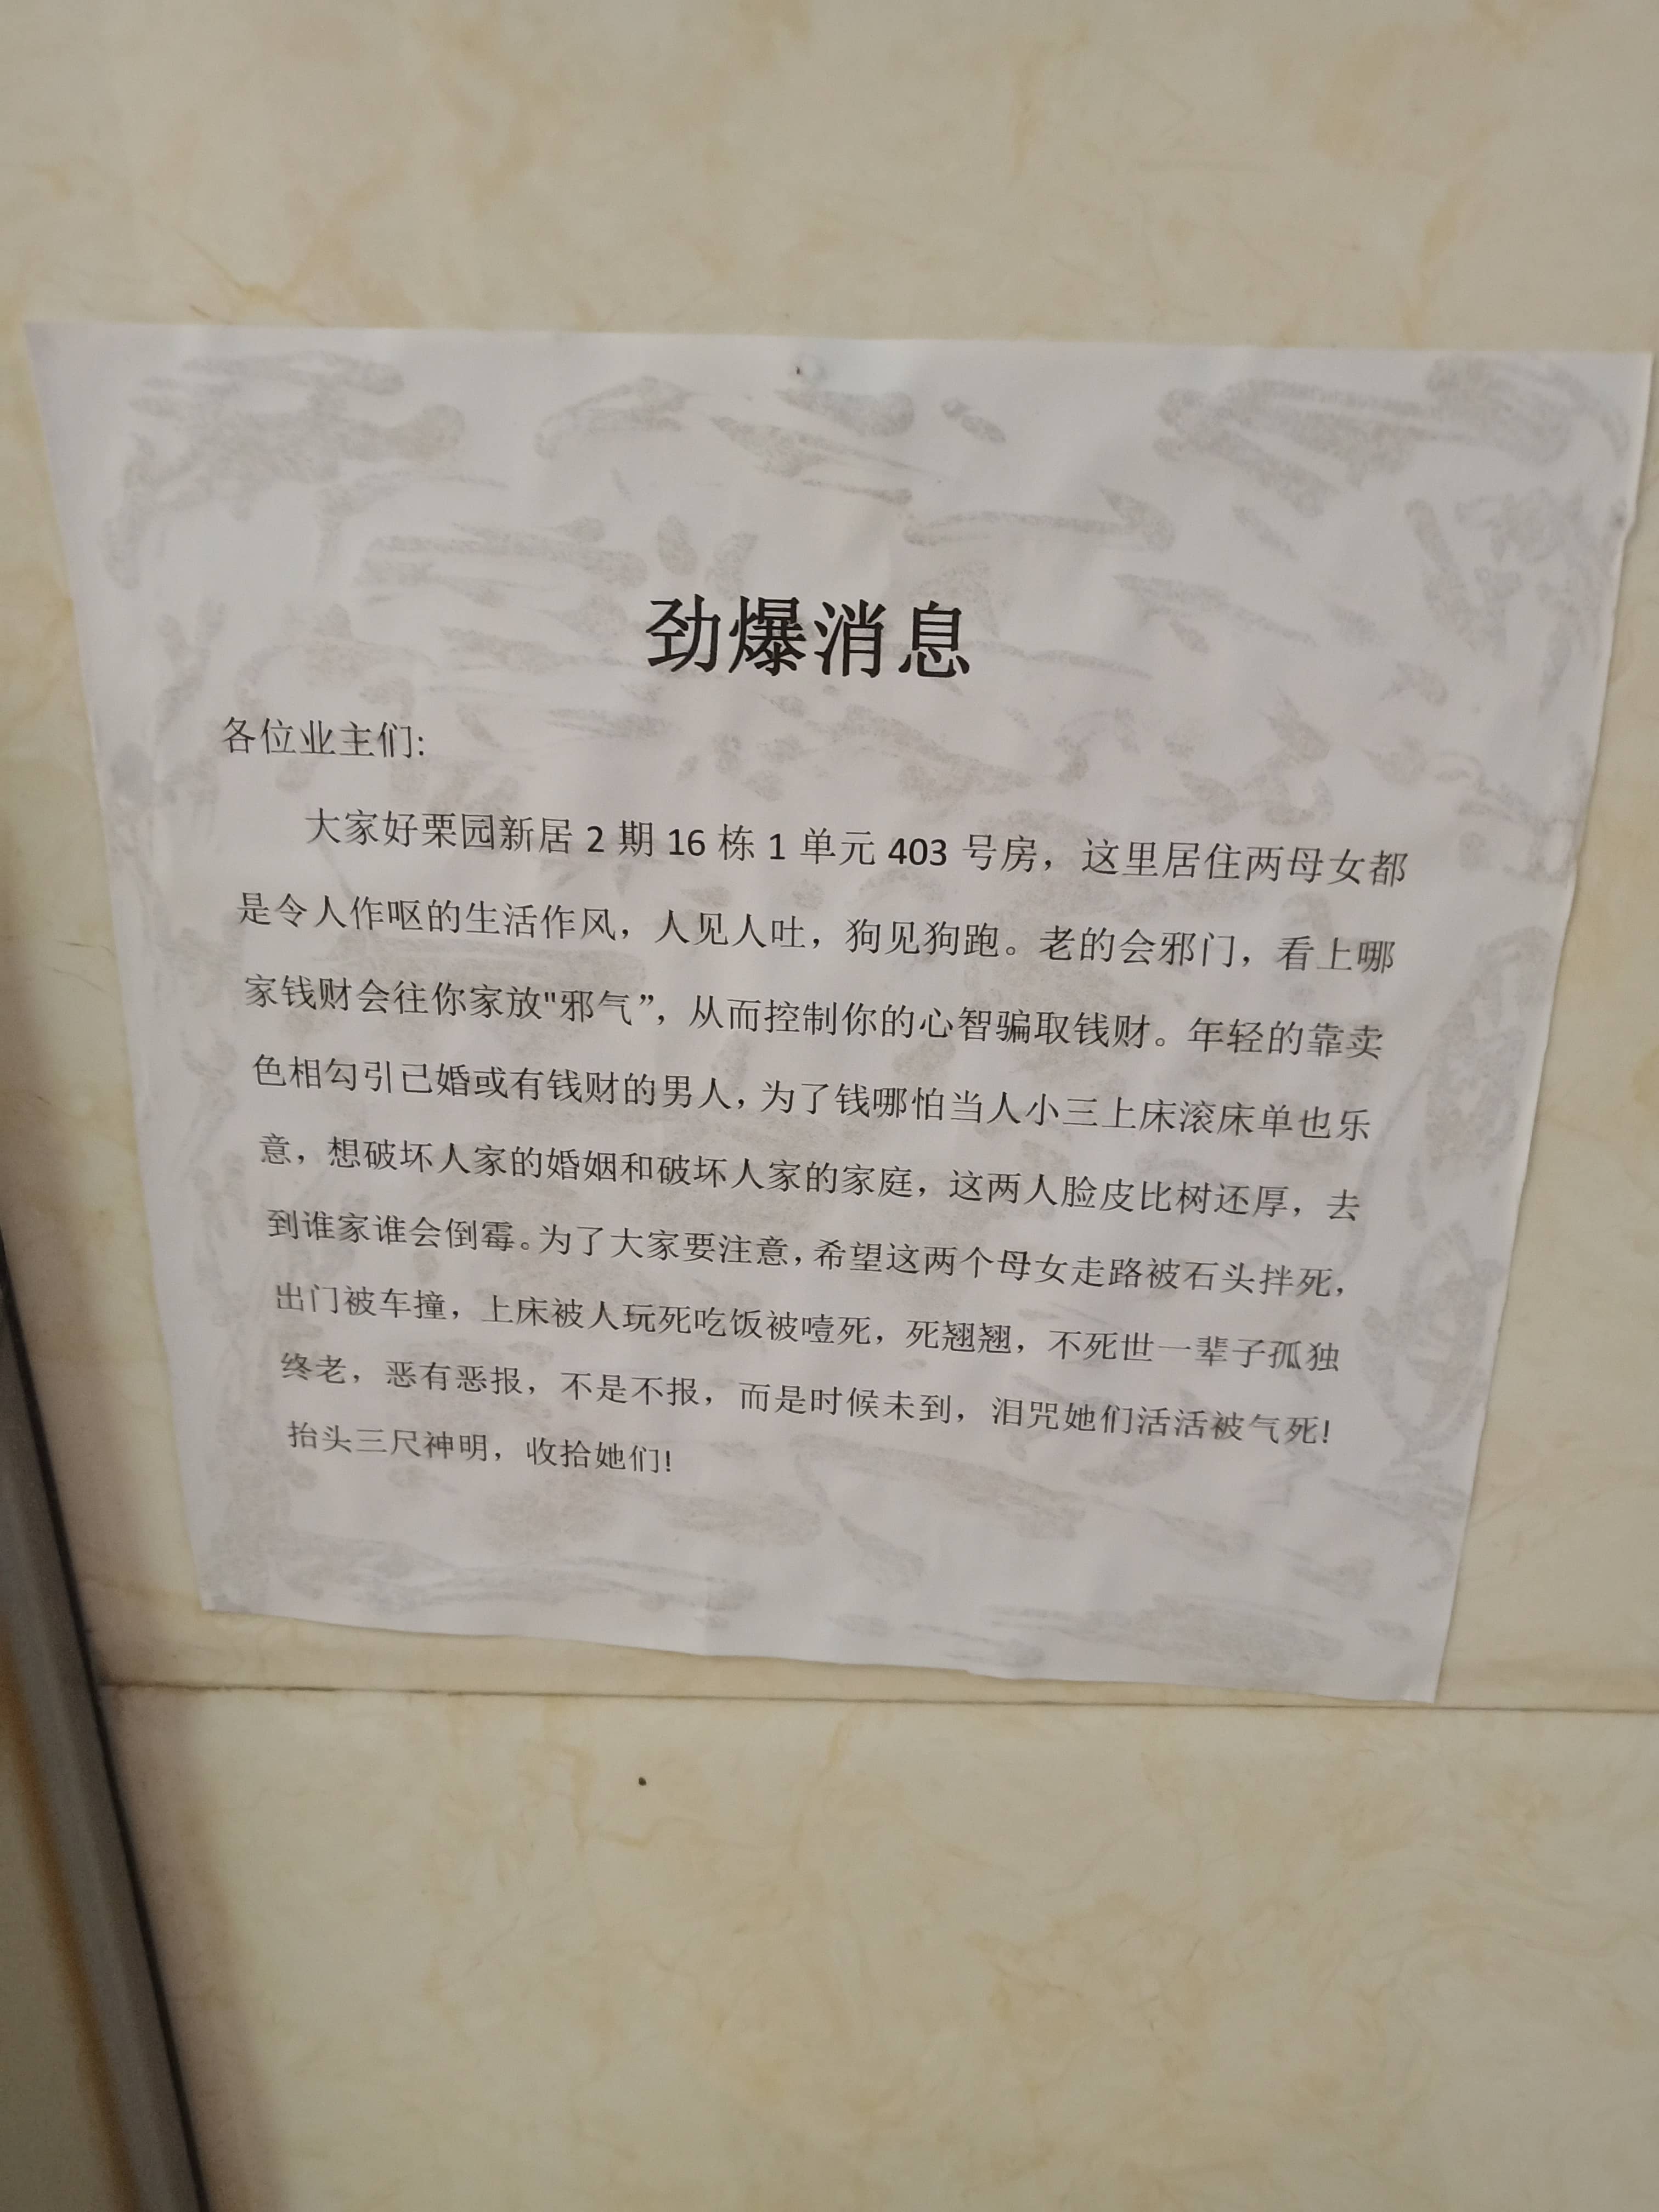 劲爆消息
各位业主们:
大家好栗园新居 2 期 16 栋 1 单元 403 号房，这里居住两母女都
是令人作呕的生活作风，人见人吐，狗见狗跑。老的会邪门，看上哪
家钱财会往你家放"邪气”，从而控制你的心智骗取钱财。年轻的靠卖
色相勾引已婚或有钱财的男人，为了钱哪怕当人小三上床滚床单也乐
意，想破坏人家的婚姻和破坏人家的家庭，这两人脸皮比树还厚，去
到谁家谁会倒霉。为了大家要注意，希望这两个母女走路被石头拌死，
出门被车撞，上床被人玩死吃饭被噎死，死翘翘，不死世一辈子孤独
终老，恶有恶报，不是不报，而是时候未到，泪咒她们活活被气死！
抬头三尺神明，收拾她们！